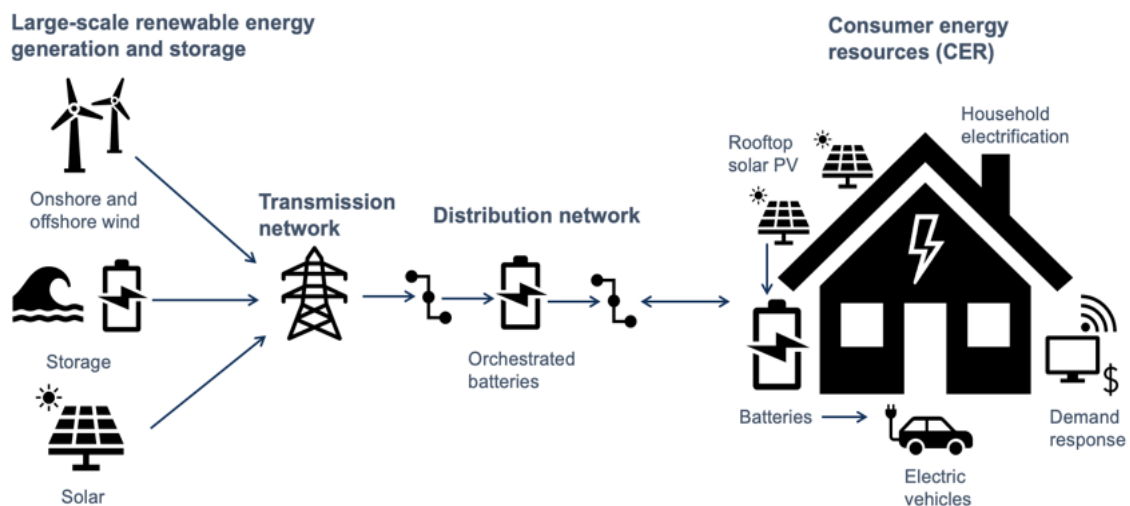 Large-scale renewable energy
generation and storage
Onshore and
offshore wind
Storage
Solar
Transmission
network
Distribution network
Orchestrated
batteries
Consumer energy
resources (CER)
Household
electrification
Rooftop
solar PV
Batteries
Electric
vehicles
$
Demand
response